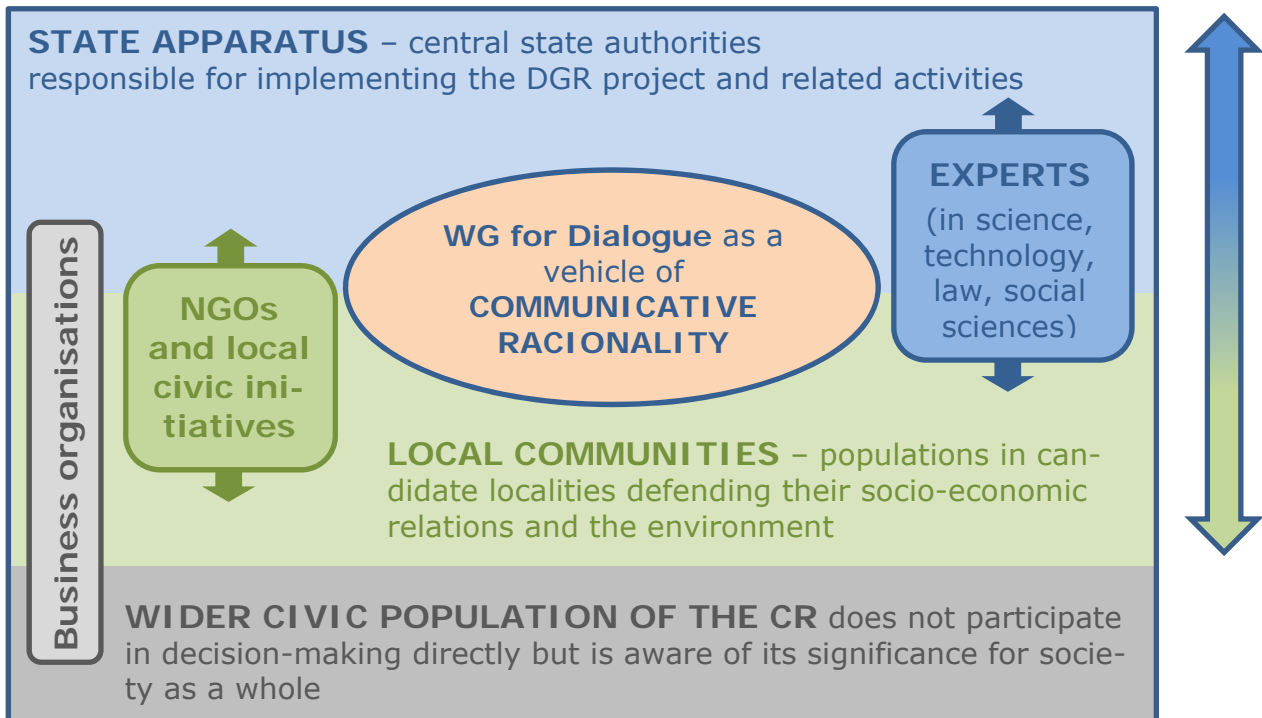 STATE APPARATUS – central state authorities
responsible for implementing the DGR project and related activities
EXPERTS
(in science,
technology,
law, social
sciences)
WG for Dialogue as a
vehicle of
COMMUNICATIVE
RACIONALITY
Business organisations
NGOs
and local
civic ini-
tiatives
LOCAL COMMUNITIES – populations in can-
didate localities defending their socio-economic
relations and the environment
WIDER CIVIC POPULATION OF THE CR does not participate
in decision-making directly but is aware of its significance for socie-
ty as a whole